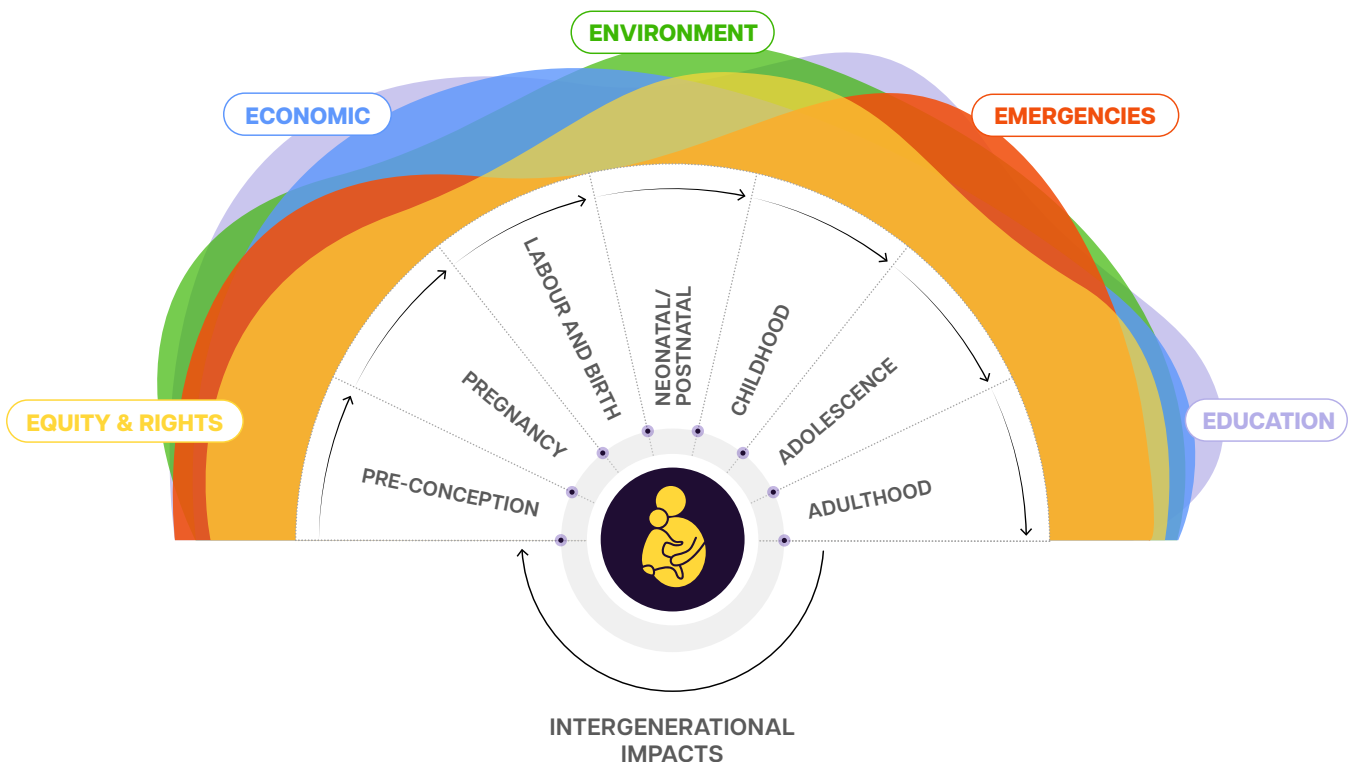 ENVIRONMENT
ECONOMIC
EMERGENCIES
EQUITY & RIGHTS
EDUCATION
PRE-CONCEPTION
PREGNANCY
LABOUR AND BIRTH
NEONATAL/
POSTNATAL
CHILDHOOD
ADOLESCENCE
ADULTHOOD
INTERGENERATIONAL
IMPACTS